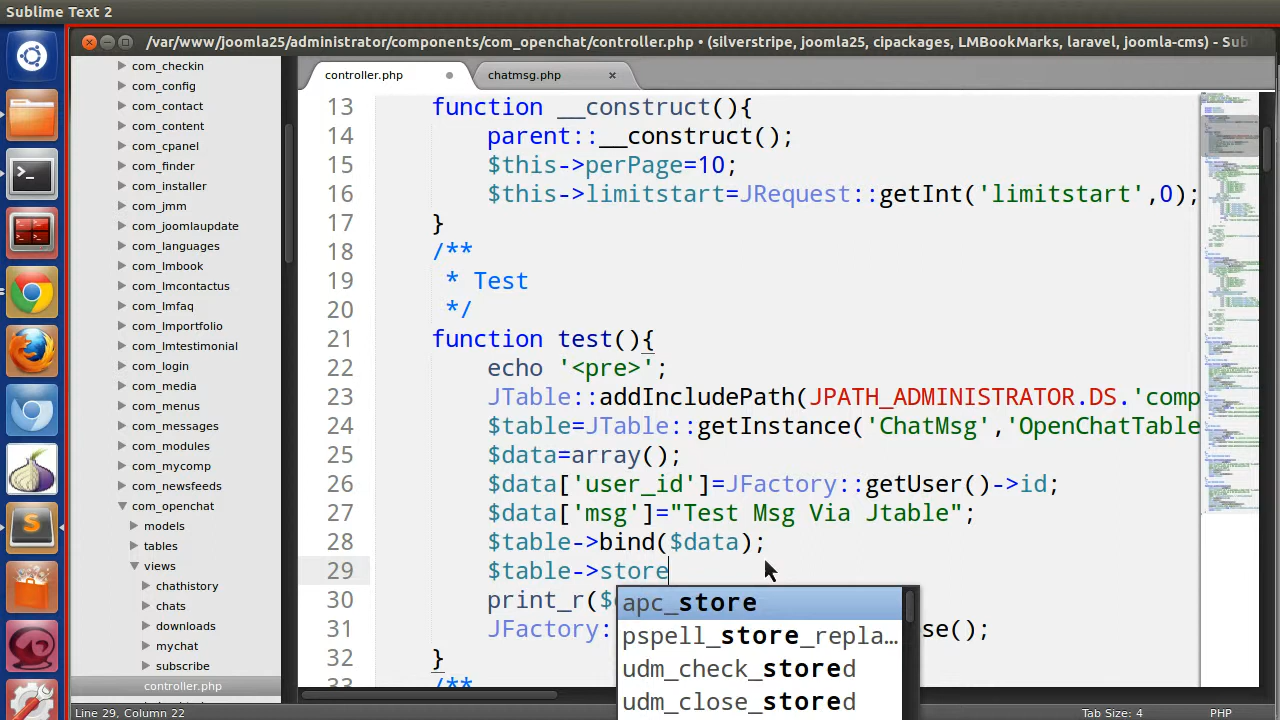 Sublime Text 2
/var/www/joomla25/administrator/components/com_openchat/controller.php • (silverstripe, joomla25, cipackages, LMBookMarks, laravel, joomla-cms) - Sub
com_checkin
com_config
com_contact
com_content
com_cpanel
com_finder
com_installer
com_jmm
com_joomlaupdate
com_languages
com_lmbook
com_lmcontactus
com_lmfaq
com_lmportfolio
com_lmtestimonial
com_login
com_media
com_menus
com_messages
com_modules
com_mycomp
com_newsfeeds
com_openchat
models
tables
views
chathistory
chats
downloads
mychat
subscribe
controller.php
controller.php
chatmsg.php
13 function __construct(){
14 parent::__construct();
15 $this->perPage=10;
16 $this->limitstart=JRequest::getInt('limitstart',0);
17 }
18 /**
19 * Test
20 */
21 function test(){
22 echo '<pre>';
23 JTable::addIncludePath(JPATH_ADMINISTRATOR.DS.'comp
24 $table=JTable::getInstance('ChatMsg','OpenChatTable
25 $data=array();
26 $data['user_id']=JFactory::getUser()->id;
27 $data['msg']="Test Msg Via Jtable";
28 $table->bind($data);
29 $table->store
30 print_r($
31 JFactory: se();
32 }
33 /**
apc_store
pspell_store_repla…
udm_check_stored
udm_close_stored
Line 29, Column 22
Tab Size: 4
PHP